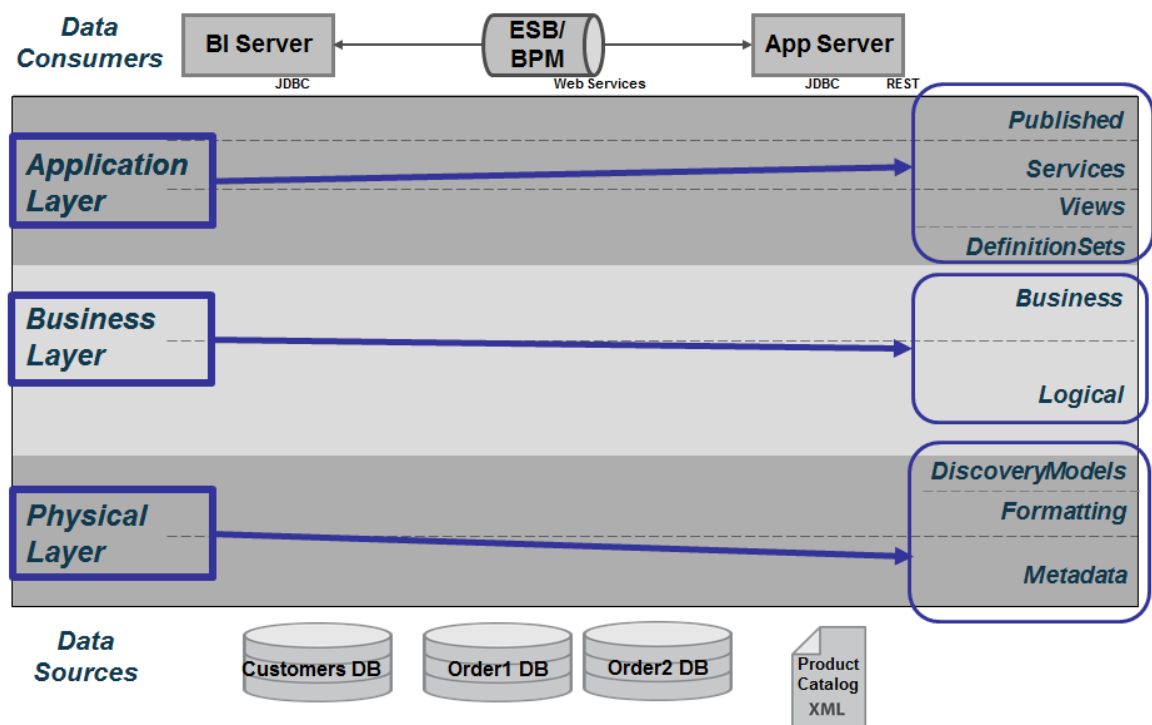 Data
Consumers
BI Server
ESB/
BPM
App Server
JDBC
Web Services
JDBC
REST
Application
Layer
Published
Services
Views
DefinitionSets
Business
Layer
Business
Logical
Physical
Layer
DiscoveryModels
Formatting
Metadata
Data
Sources
Customers DB
Order1 DB
Order2 DB
Product
Catalog
XML